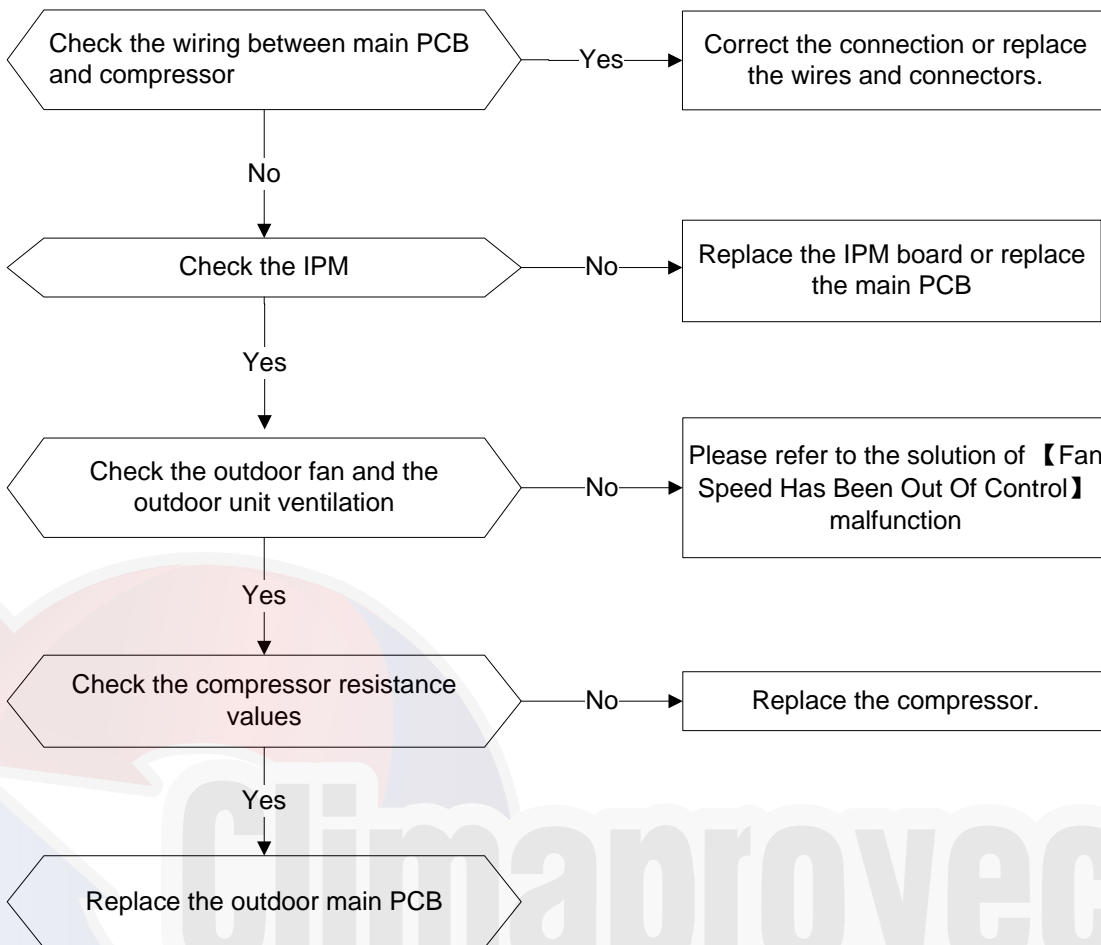 Check the wiring between main PCB
and compressor
Yes
Correct the connection or replace
the wires and connectors.
No
Check the IPM
No
Replace the IPM board or replace
the main PCB
Yes
Check the outdoor fan and the
outdoor unit ventilation
No
Please refer to the solution of 【Fan
Speed Has Been Out Of Control】
malfunction
Yes
Check the compressor resistance
values
No
Replace the compressor.
Yes
Replace the outdoor main PCB
Climaproyec